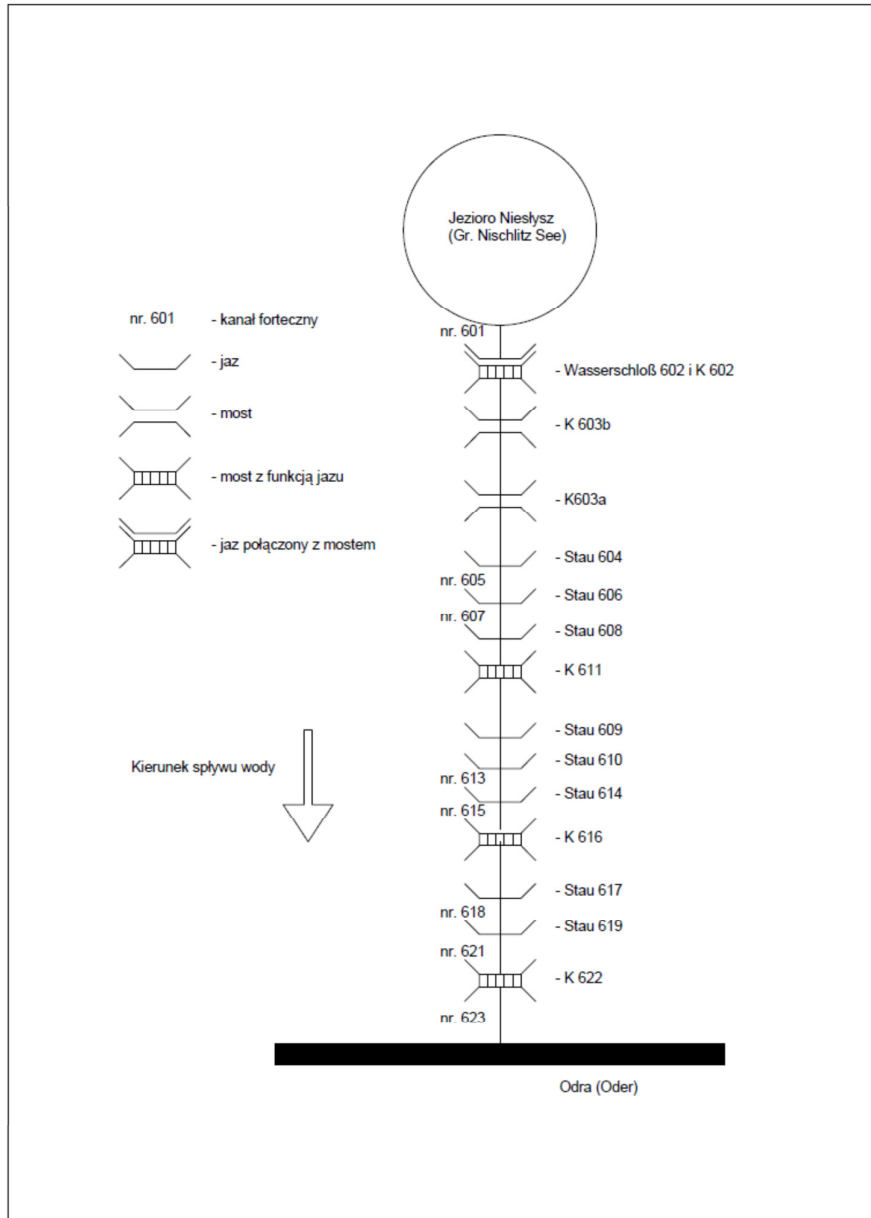 Jezioro Niesłysz
(Gr. Nischlitz See)
nr. 601 - kanał forteczny
- jaz
- most
- most z funkcją jazu
- jaz połączony z mostem
Kierunek spływu wody
nr. 601
- Wasserschloß 602 i K 602
- K 603b
- K603a
- Stau 604
nr. 605
- Stau 606
nr. 607
- Stau 608
- K 611
- Stau 609
- Stau 610
nr. 613
- Stau 614
nr. 615
- K 616
- Stau 617
nr. 618
- Stau 619
nr. 621
- K 622
nr. 623
Odra (Oder)